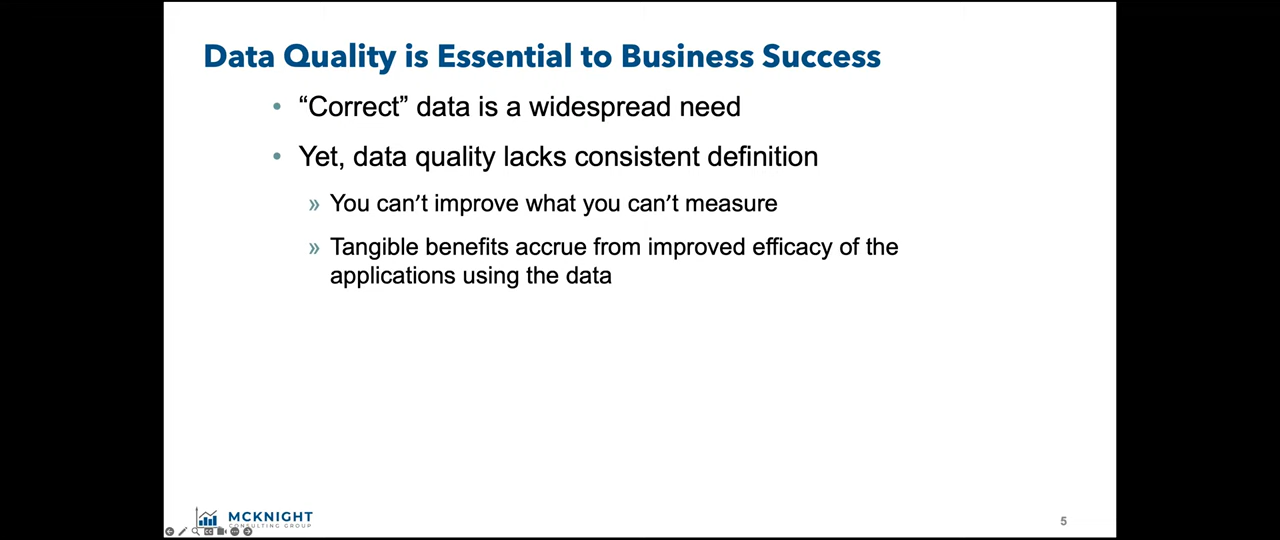 Data Quality is Essential to Business Success
• “Correct” data is a widespread need
• Yet, data quality lacks consistent definition
» You can’t improve what you can’t measure
» Tangible benefits accrue from improved efficacy of the
applications using the data
MCKNIGHT
CONSULTING GROUP
5